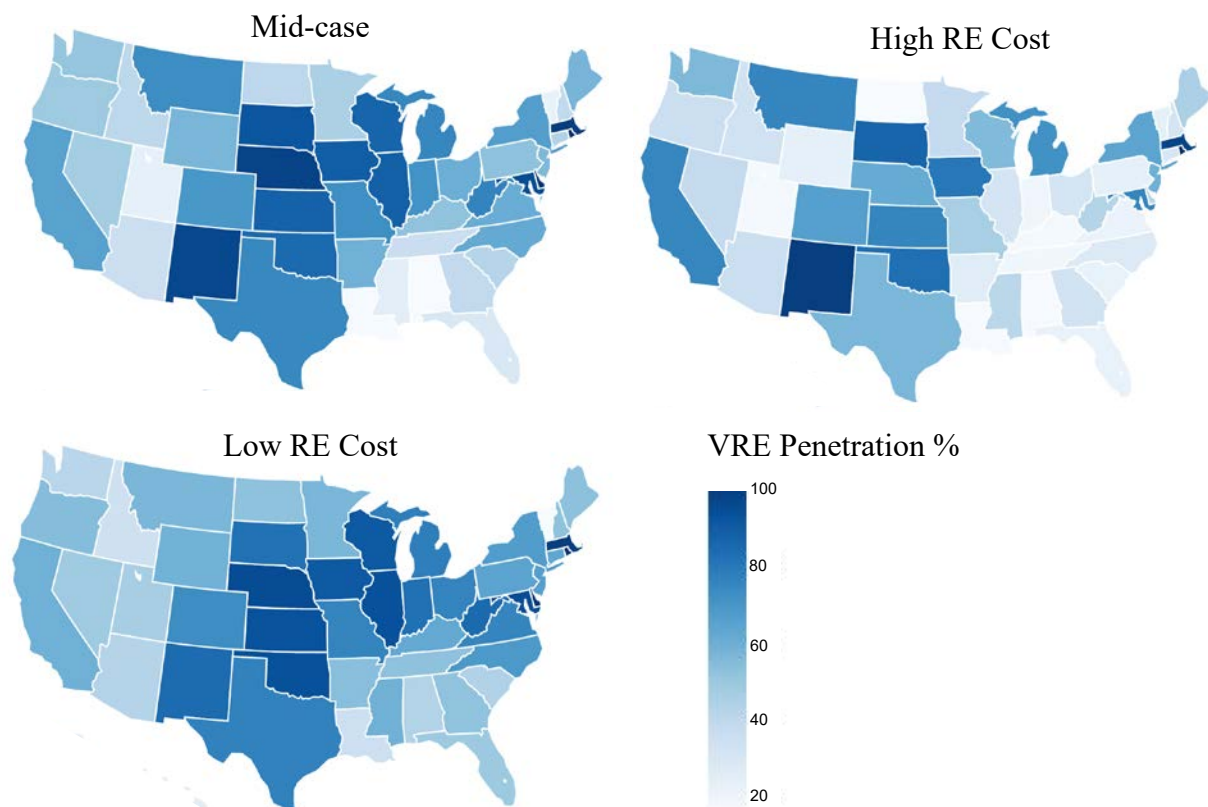 Mid-case
High RE Cost
Low RE Cost
VRE Penetration %
100
80
60
40
20